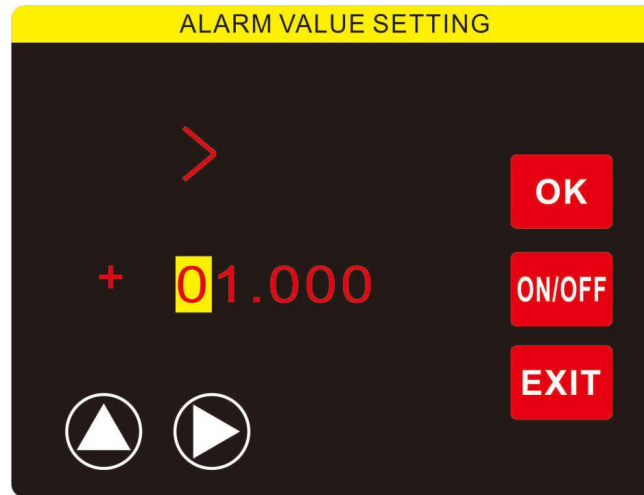 ALARM VALUE SETTING
>
OK
+ 01.000
ON/OFF
EXIT